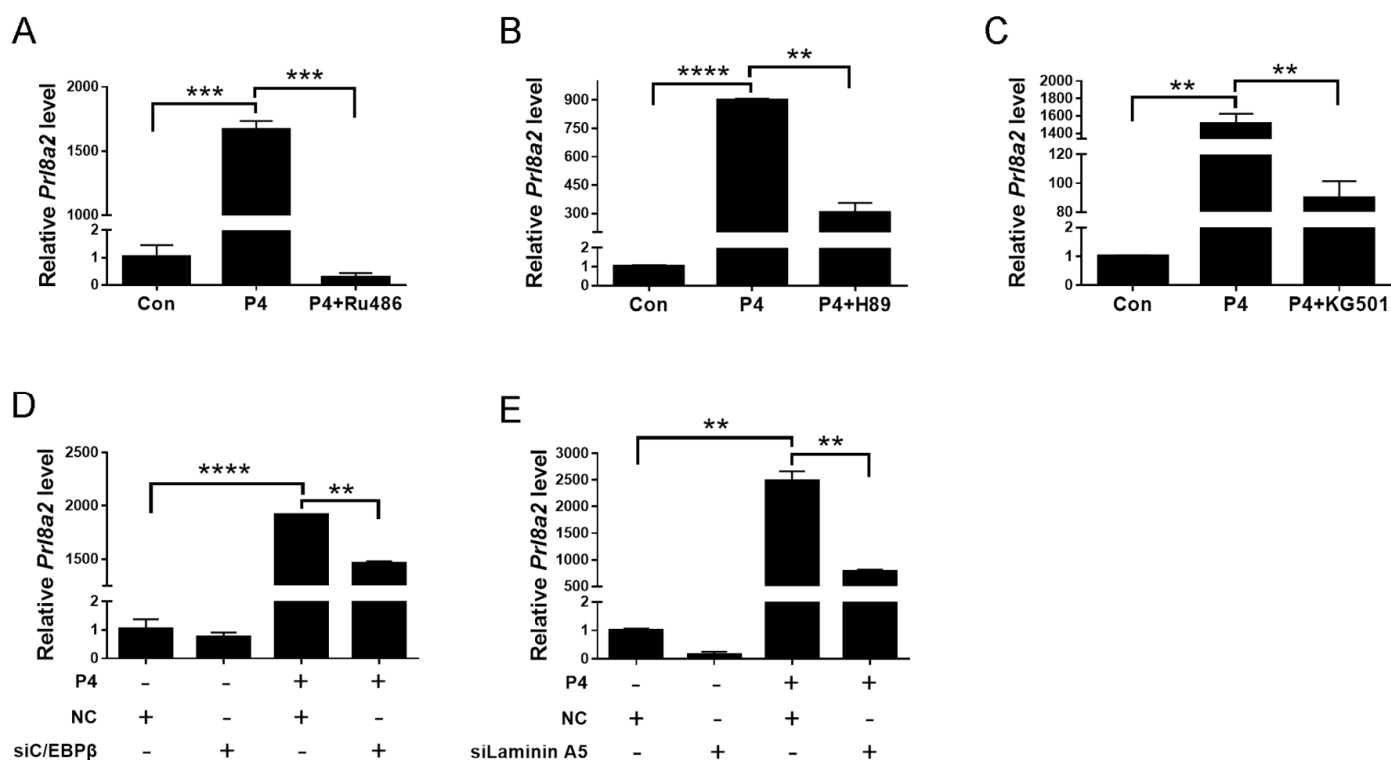 A
Relative Prl8a2 level
2000
1500
1000
2
1
0
***
***
Con P4 P4+Ru486
B
Relative Prl8a2 level
900
750
600
450
300
2
1
0
****
**
Con P4 P4+H89
C
Relative Prl8a2 level
2000
1800
1600
1400
120
100
80
2
1
0
**
**
Con P4 P4+KG501
D
Relative Prl8a2 level
2500
2000
1500
2
1
0
****
**
P4 - - + +
NC + - + -
siC/EBPβ - + - +
E
Relative Prl8a2 level
3000
2500
2000
1500
1000
500
2
1
0
**
**
P4 - - + +
NC + - + -
siLaminin A5 - + - +